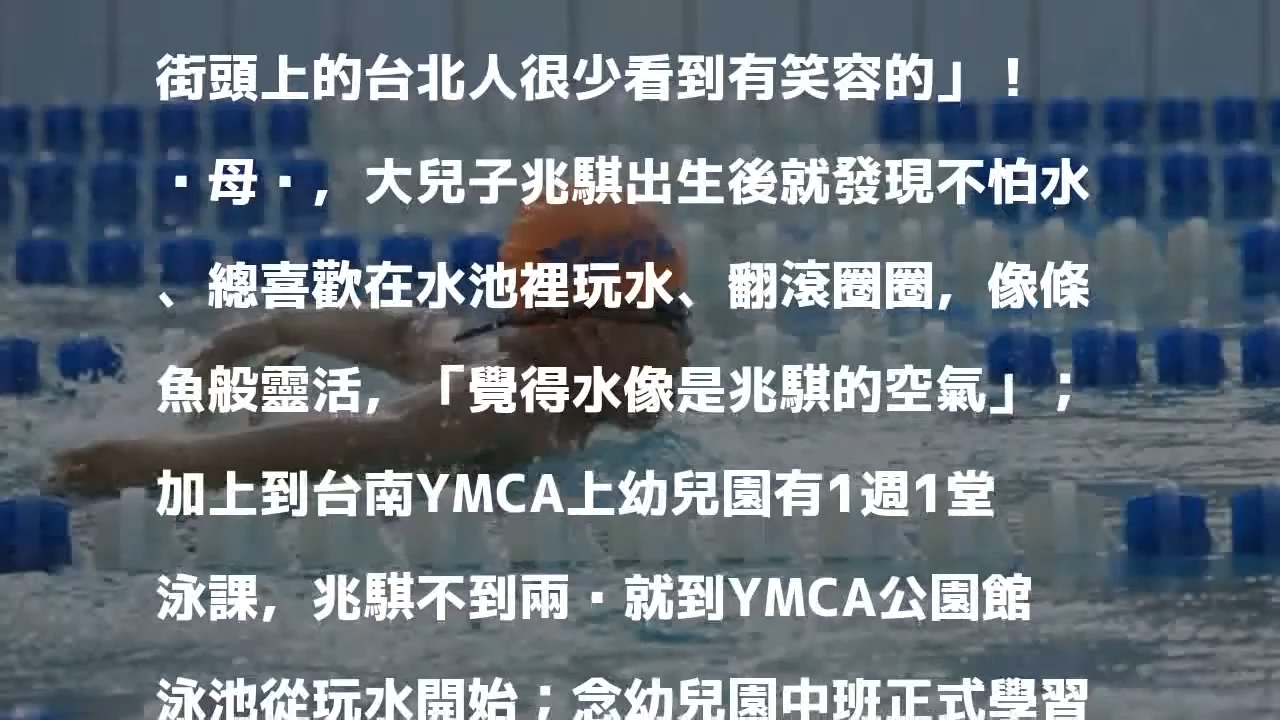 街頭上的台北人很少看到有笑容的」！
▪母▪，大兒子兆騏出生後就發現不怕水
、總喜歡在水池裡玩水、翻滾圈圈，像條
魚般靈活，「覺得水像是兆騏的空氣」；
加上到台南YMCA上幼兒園有1週1堂
泳課，兆騏不到兩▪就到YMCA公園館
泳池從玩水開始；念幼兒園中班正式學習